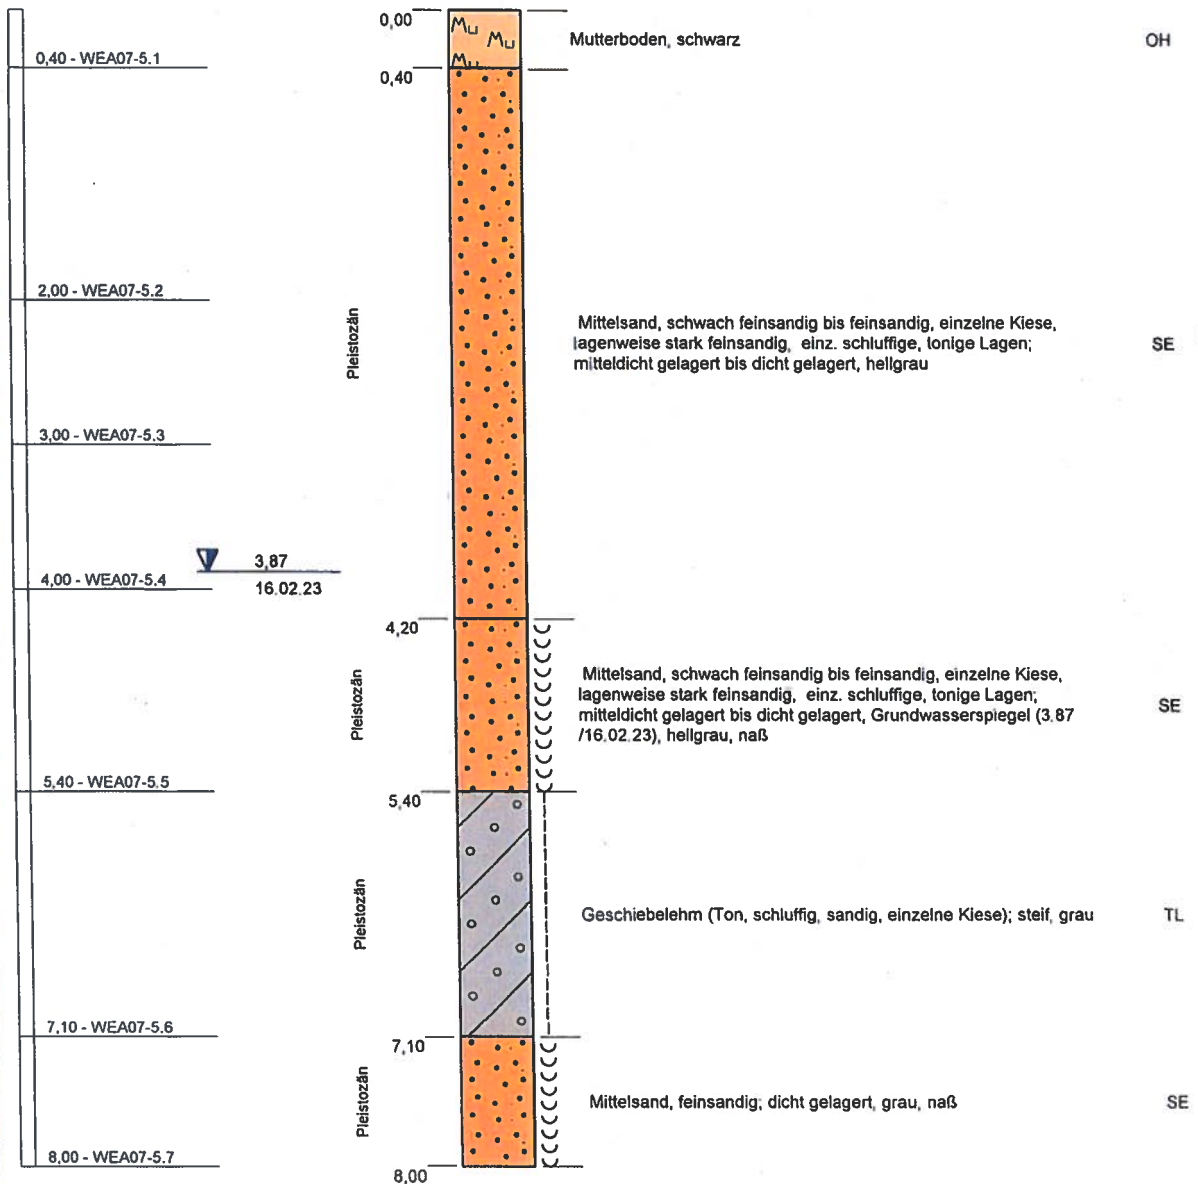 0,00
Mu
Mu
Mu
Mutterboden, schwarz
OH
0,40 - WEA07-5.1
0,40
2,00 - WEA07-5.2
Pleistozän
Mittelsand, schwach feinsandig bis feinsandig, einzelne Kiese,
lagenweise stark feinsandig, einz. schluffige, tonige Lagen;
mitteldicht gelagert bis dicht gelagert, hellgrau
SE
3,00 - WEA07-5.3
3,87
16.02.23
4,00 - WEA07-5.4
4,20
Pleistozän
Mittelsand, schwach feinsandig bis feinsandig, einzelne Kiese,
lagenweise stark feinsandig, einz. schluffige, tonige Lagen;
mitteldicht gelagert bis dicht gelagert, Grundwasserspiegel (3.87
/16.02.23), hellgrau, naß
SE
5,40 - WEA07-5.5
5,40
Pleistozän
Geschiebelehm (Ton, schluffig, sandig, einzelne Kiese); steif, grau
TL
7,10 - WEA07-5.6
7,10
Pleistozän
Mittelsand, feinsandig; dicht gelagert, grau, naß
SE
8,00 - WEA07-5.7
8,00